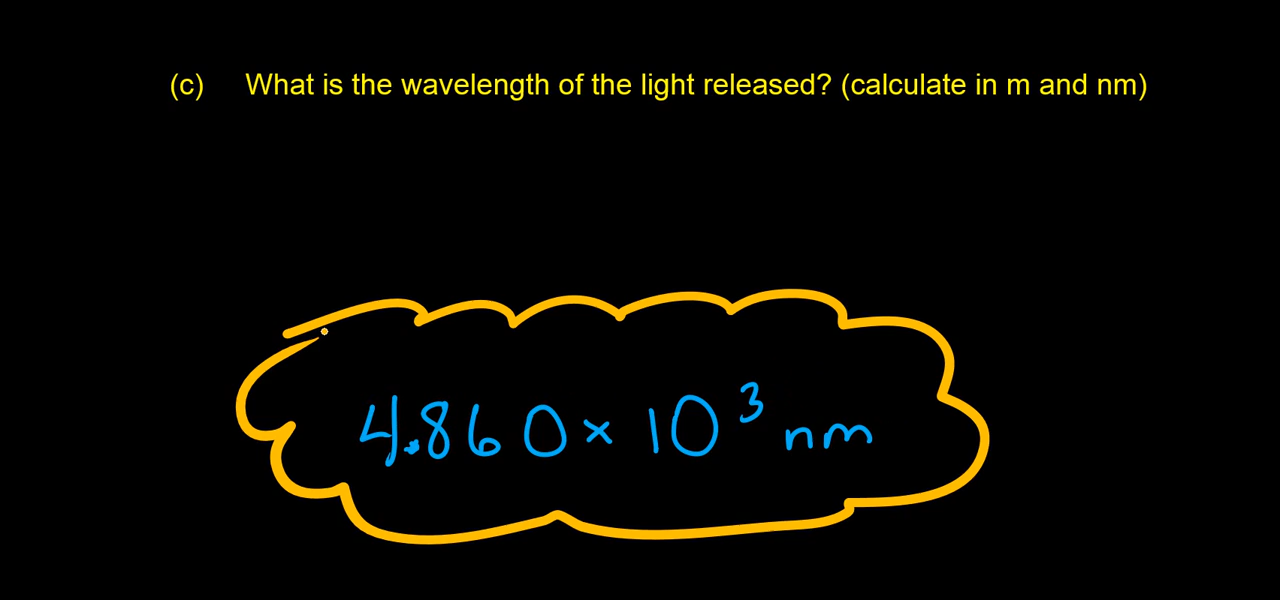 (c) What is the wavelength of the light released? (calculate in m and nm)
4.860 × 10³ nm